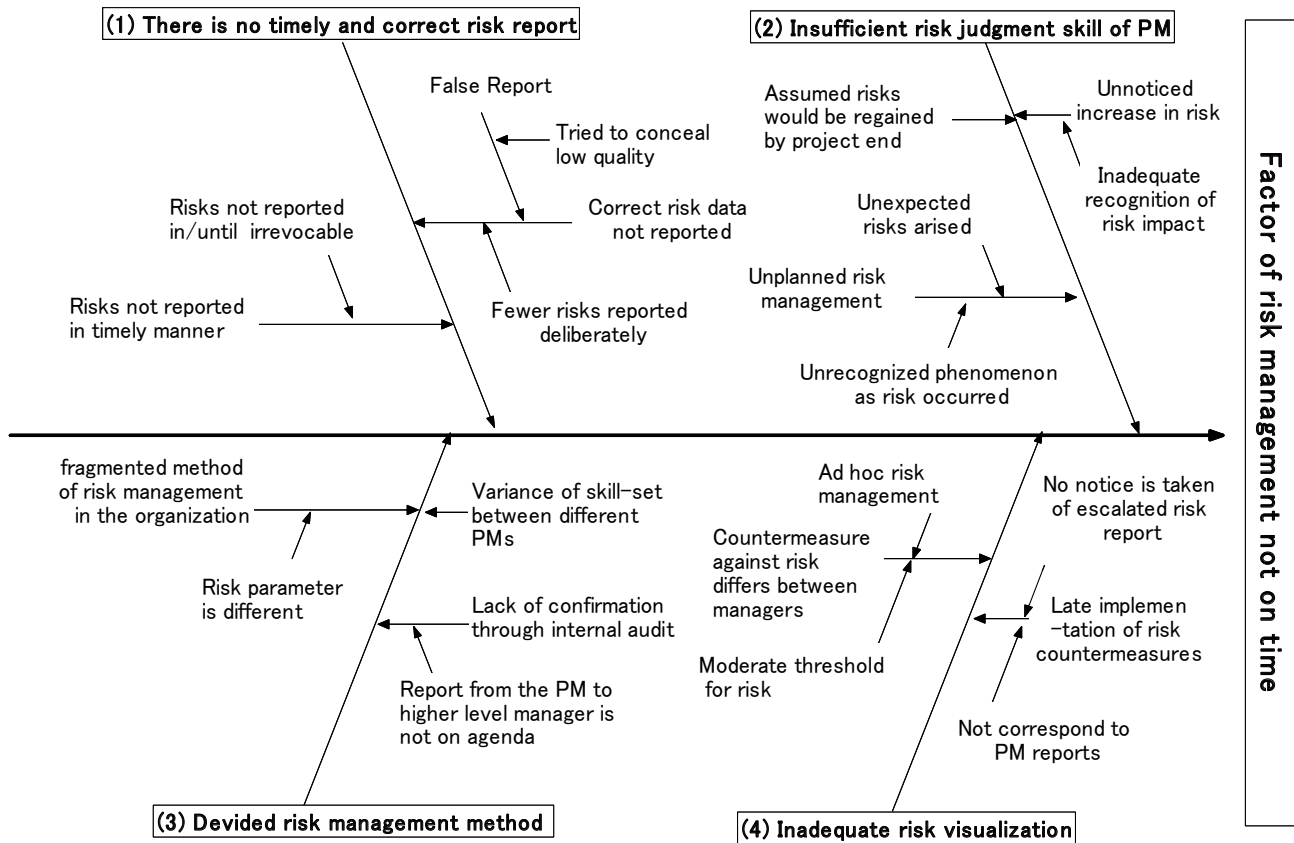 (1) There is no timely and correct risk report
(2) Insufficient risk judgment skill of PM
False Report
Tried to conceal
low quality
Correct risk data
not reported
Fewer risks reported
deliberately
Risks not reported
in/until irrevocable
Risks not reported
in timely manner
Assumed risks
would be regained
by project end
Unnoticed
increase in risk
Inadequate
recognition of
risk impact
Unexpected
risks arised
Unplanned risk
management
Unrecognized phenomenon
as risk occurred
Factor of risk management not on time
fragmented method
of risk management
in the organization
Variance of skill-set
between different
PMs
Risk parameter
is different
Lack of confirmation
through internal audit
Report from the PM to
higher level manager is
not on agenda
(3) Devided risk management method
Ad hoc risk
management
No notice is taken
of escalated risk
report
Countermeasure
against risk
differs between
managers
Late implemen
-tation of risk
countermeasures
Moderate threshold
for risk
Not correspond to
PM reports
(4) Inadequate risk visualization